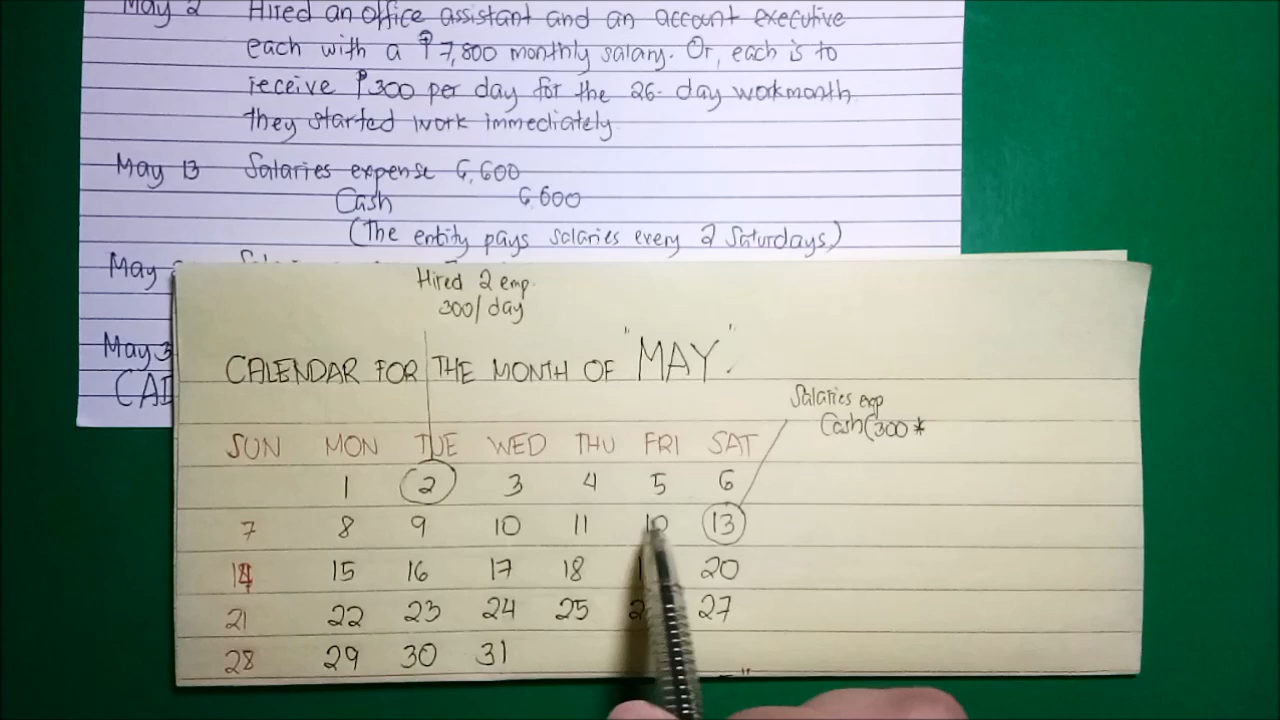 May 2 Hired an office assistant and an account executive
each with a ₱7,800 monthly salary. Or, each is to
receive ₱300 per day for the 26-day workmonth.
they started work immediately
May 13 Salaries expense 6,600
Cash 6,600
(The entity pays salaries every 2 Saturdays)
May
Hired 2 emp.
300/day
May 3
CALENDAR FOR THE MONTH OF "MAY".
Salaries exp
Cash (300 *
SUN MON TUE WED THU FRI SAT
1 2 3 4 5 6
7 8 9 10 11 13
14 15 16 17 18 20
21 22 23 24 25 27
28 29 30 31